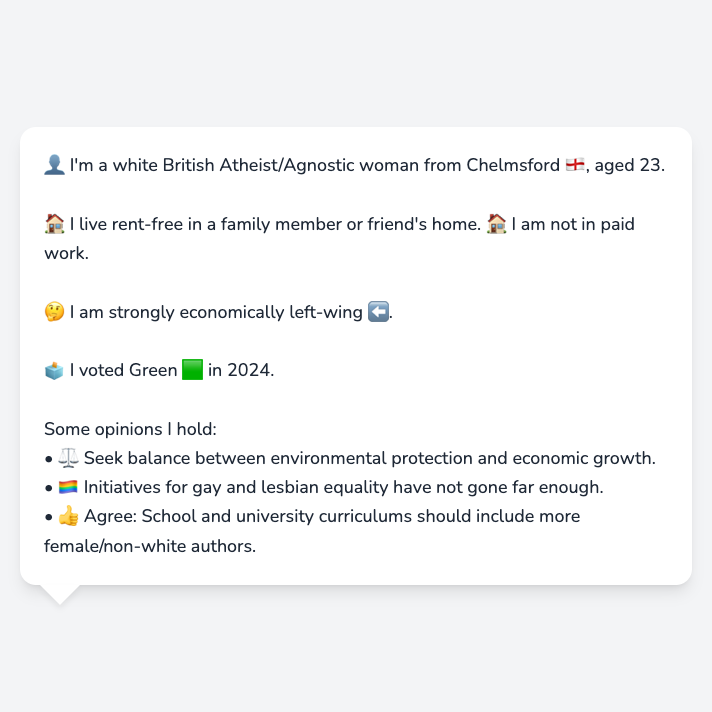 👤 I'm a white British Atheist/Agnostic woman from Chelmsford 🏴󠁧󠁢󠁥󠁮󠁧󠁿, aged 23.
🏠 I live rent-free in a family member or friend's home. 🏠 I am not in paid
work.
🤔 I am strongly economically left-wing ⬅️.
🗳️ I voted Green 🟩 in 2024.
Some opinions I hold:
• ⚖️ Seek balance between environmental protection and economic growth.
• 🏳️‍🌈 Initiatives for gay and lesbian equality have not gone far enough.
• 👍 Agree: School and university curriculums should include more
female/non-white authors.